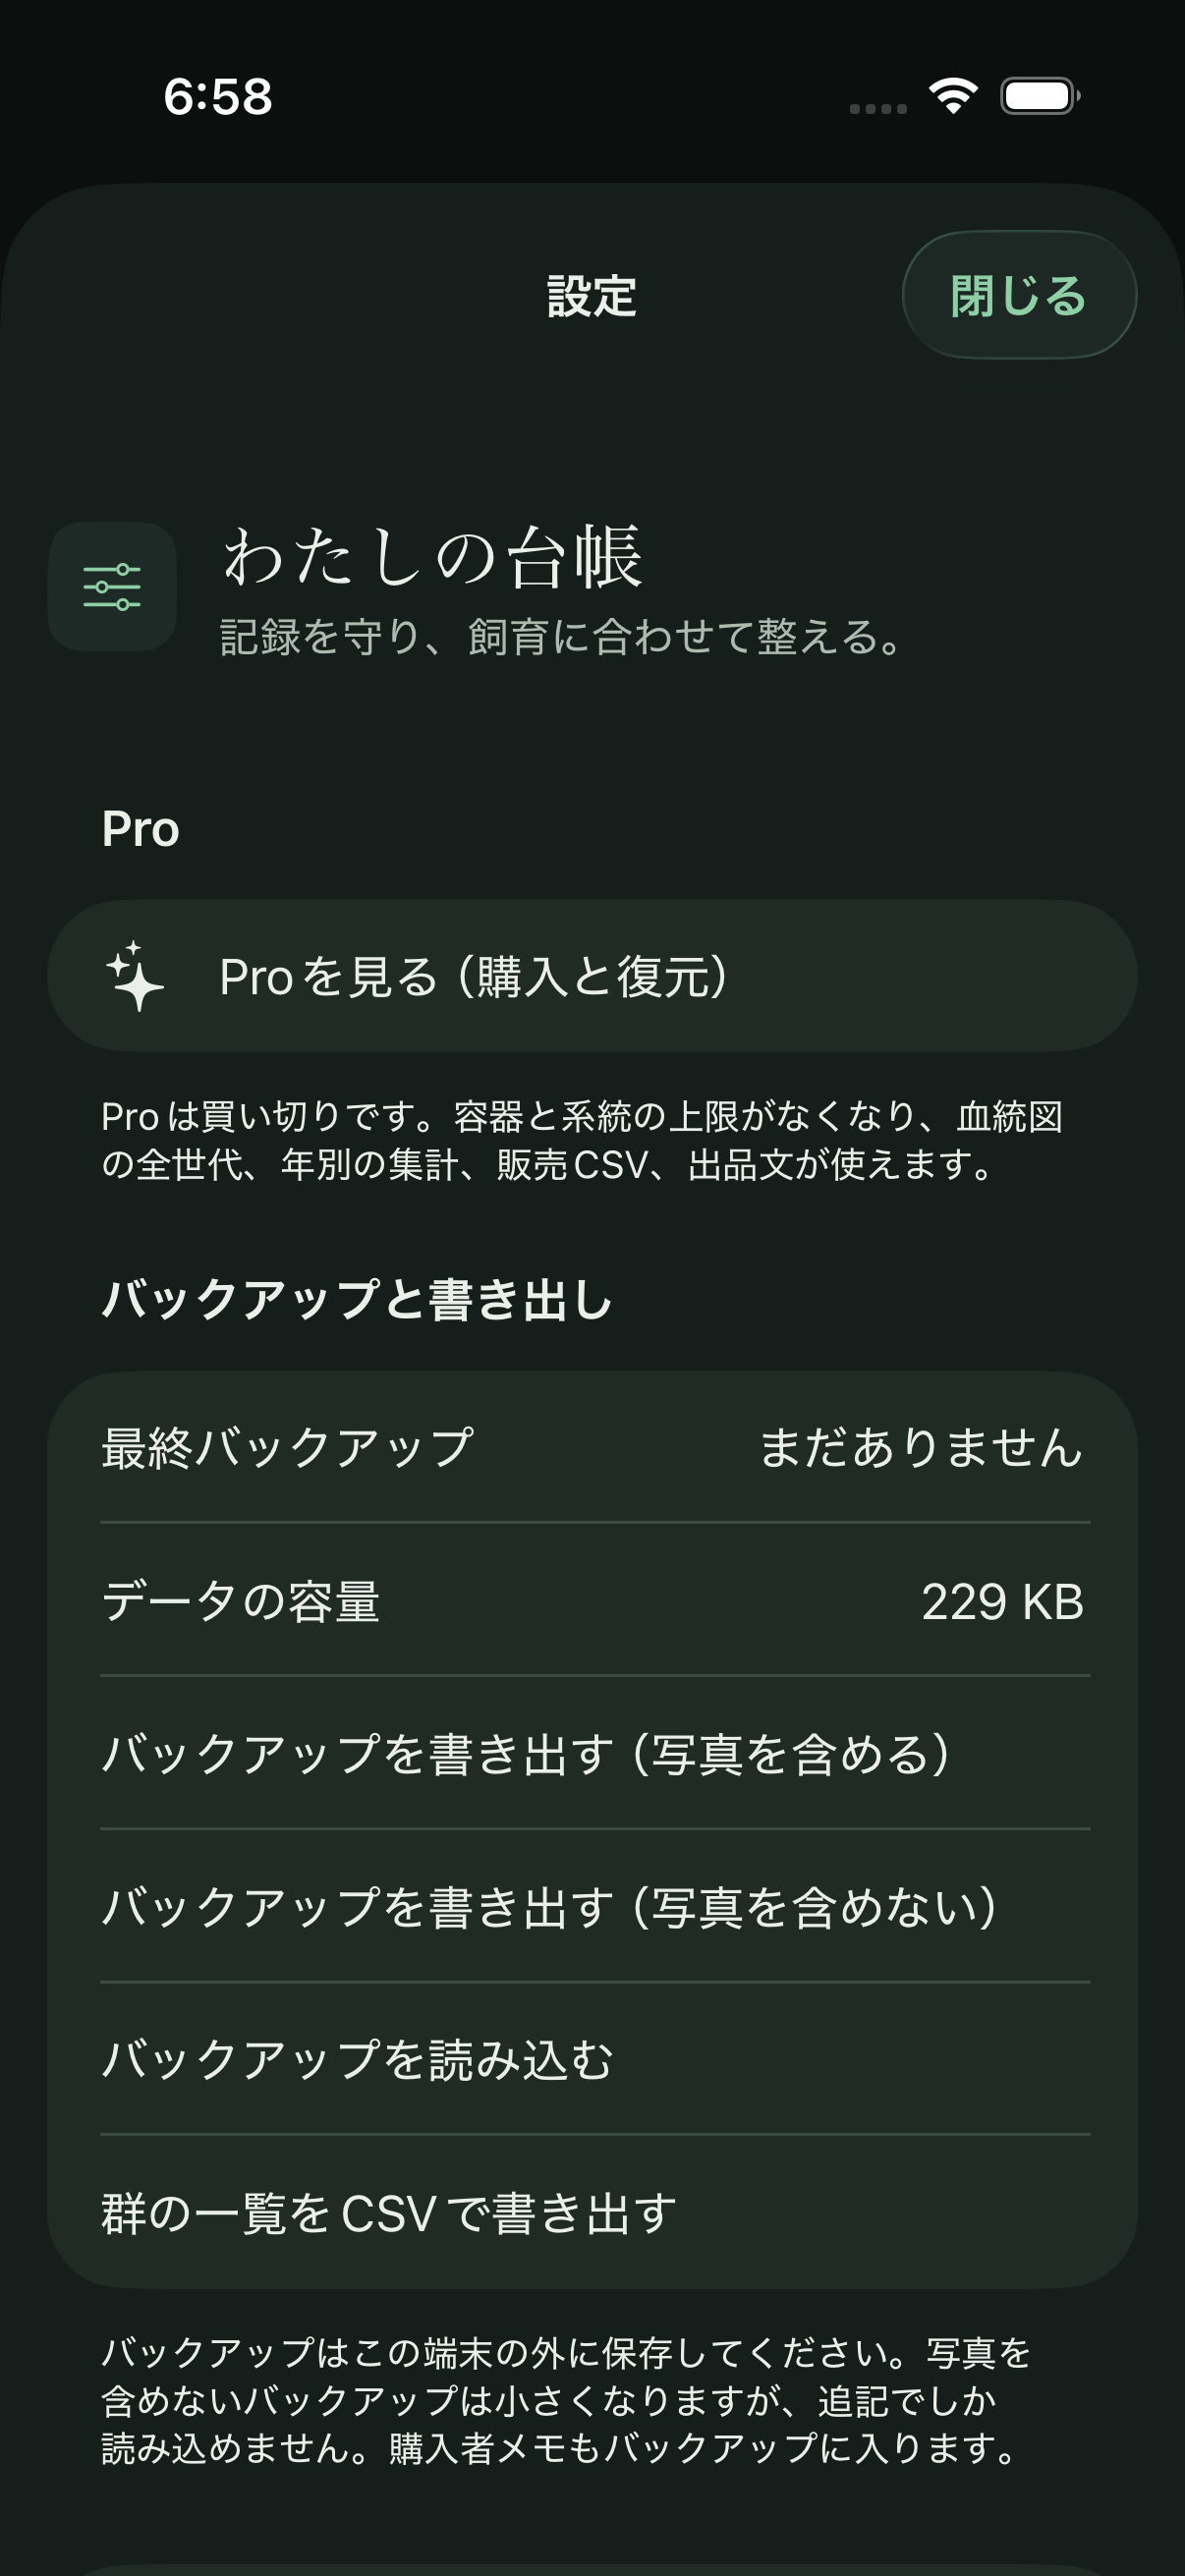 6:58
設定
閉じる
わたしの台帳
記録を守り、飼育に合わせて整える。
Pro
Proを見る（購入と復元）
Proは買い切りです。容器と系統の上限がなくなり、血統図
の全世代、年別の集計、販売CSV、出品文が使えます。
バックアップと書き出し
最終バックアップ まだありません
データの容量 229 KB
バックアップを書き出す（写真を含める）
バックアップを書き出す（写真を含めない）
バックアップを読み込む
群の一覧をCSVで書き出す
バックアップはこの端末の外に保存してください。写真を
含めないバックアップは小さくなりますが、追記でしか
読み込めません。購入者メモもバックアップに入ります。